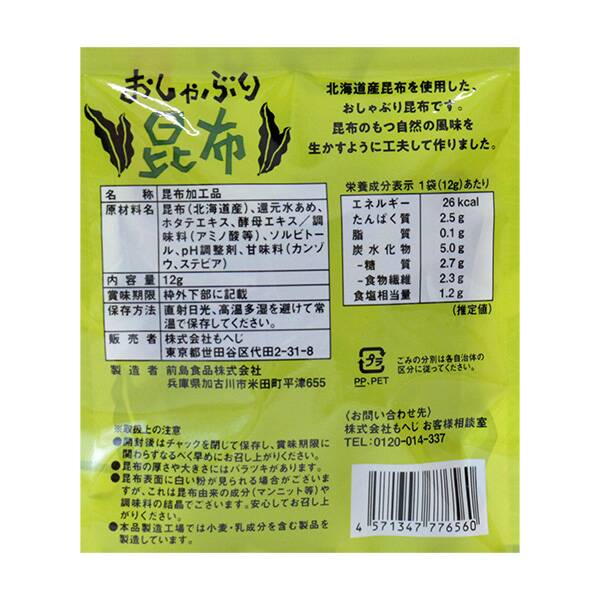 おしゃぶり
昆布
北海道産昆布を使用した、
おしゃぶり昆布です。
昆布のもつ自然の風味を
生かすように工夫して作りました。
名称 昆布加工品
原材料名 昆布(北海道産)、還元水あめ、
ホタテエキス、酵母エキス/調
味料(アミノ酸等)、ソルビトー
ル、pH調整剤、甘味料(カンゾ
ウ、ステビア)
内容量 12g
賞味期限 枠外下部に記載
保存方法 直射日光、高温多湿を避けて常
温で保存してください。
販売者 株式会社もへじ
東京都世田谷区代田2-31-8
製造者 前島食品株式会社
兵庫県加古川市米田町平津655
栄養成分表示 1袋(12g)あたり
エネルギー 26 kcal
たんぱく質 2.5g
脂質 0.1g
炭水化物 5.0g
-糖質 2.7g
-食物繊維 2.3g
食塩相当量 1.2g
(推定値)
プラ
PP、PET
ごみの分別は各自治体の
区分に従ってください。
〈お問い合わせ先〉
株式会社もへじ お客様相談室
TEL:0120-014-337
※取扱上の注意
●開封後はチャックを閉じて保存し、賞味期限に
関わらずなるべく早めにお召し上がりください。
●昆布の厚さや大きさにはバラツキがあります。
●昆布表面に白い粉が見られる場合がございま
すが、これは昆布由来の成分(マンニット等)や
調味料の結晶でございます。安心してお召し上
がりください。
●本品製造工場では小麦・乳成分を含む製品を
製造しています。
4 571347 776560